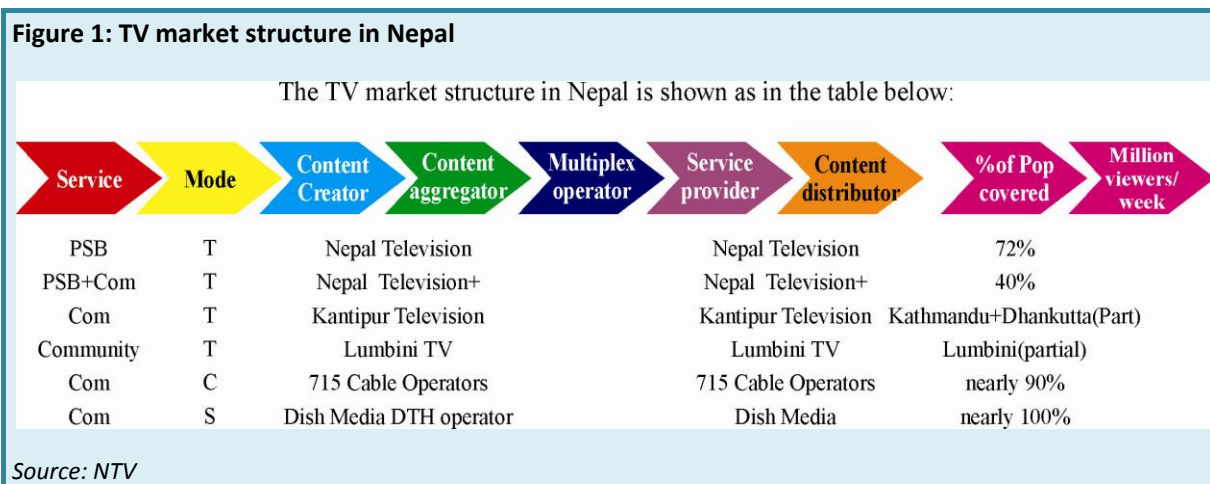 Figure 1: TV market structure in Nepal
The TV market structure in Nepal is shown as in the table below:
Service Mode Content Creator Content aggregator Multiplex operator Service provider Content distributor %of Pop covered Million viewers/ week
PSB T Nepal Television Nepal Television 72%
PSB+Com T Nepal Television+ Nepal Television+ 40%
Com T Kantipur Television Kantipur Television Kathmandu+Dhankutta(Part)
Community T Lumbini TV Lumbini TV Lumbini(partial)
Com C 715 Cable Operators 715 Cable Operators nearly 90%
Com S Dish Media DTH operator Dish Media nearly 100%
Source: NTV